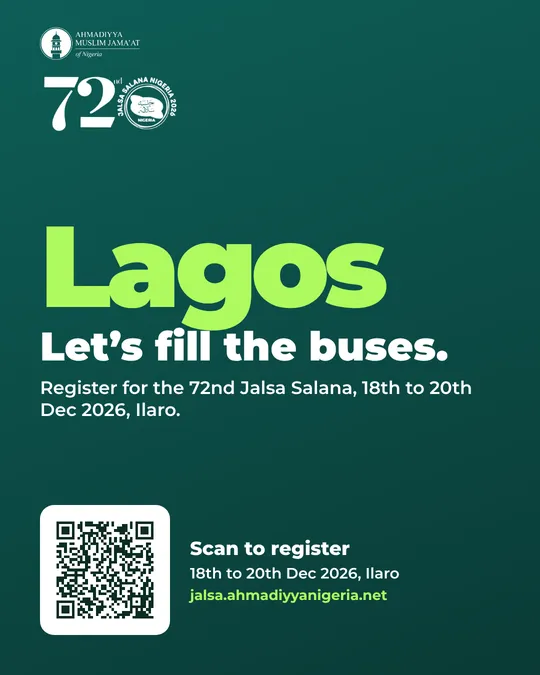 AHMADIYYA
MUSLIM JAMA'AT
of Nigeria
72nd
JALSA SALANA NIGERIA 2026
NIGERIA
Lagos
Let’s fill the buses.
Register for the 72nd Jalsa Salana, 18th to 20th
Dec 2026, Ilaro.
Scan to register
18th to 20th Dec 2026, Ilaro
jalsa.ahmadiyyanigeria.net